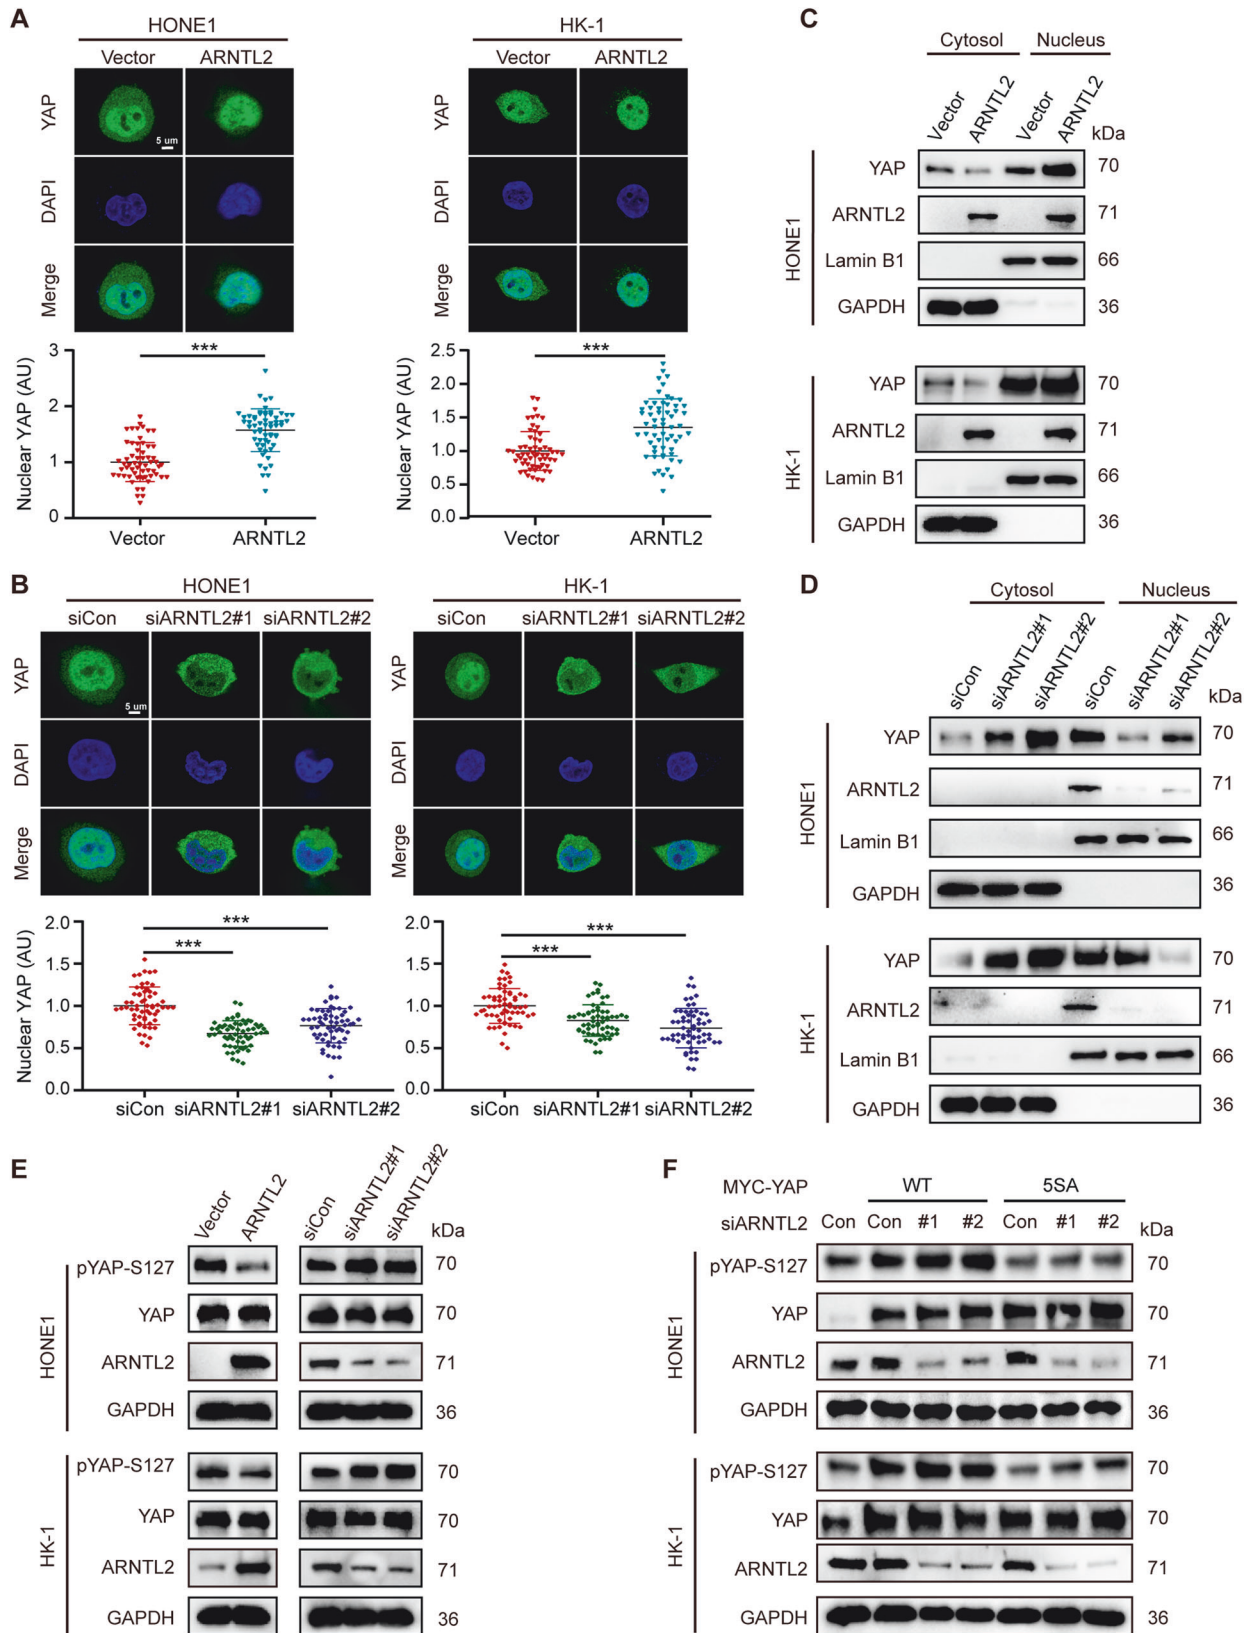 A
HONE1
Vector ARNTL2
YAP
5 um
DAPI
Merge
HK-1
Vector ARNTL2
YAP
DAPI
Merge
***
Nuclear YAP (AU)
3
2
1
0
Vector ARNTL2
***
Nuclear YAP (AU)
2.5
2.0
1.5
1.0
0.5
0.0
Vector ARNTL2
C
Cytosol Nucleus
Vector ARNTL2 Vector ARNTL2 kDa
HONE1
YAP 70
ARNTL2 71
Lamin B1 66
GAPDH 36
HK-1
YAP 70
ARNTL2 71
Lamin B1 66
GAPDH 36
B
HONE1
siCon siARNTL2#1 siARNTL2#2
YAP
5 um
DAPI
Merge
HK-1
siCon siARNTL2#1 siARNTL2#2
YAP
DAPI
Merge
***
***
Nuclear YAP (AU)
2.0
1.5
1.0
0.5
0.0
siCon siARNTL2#1 siARNTL2#2
***
***
2.0
1.5
1.0
0.5
0.0
siCon siARNTL2#1 siARNTL2#2
D
Cytosol Nucleus
siCon siARNTL2#1 siARNTL2#2 siCon siARNTL2#1 siARNTL2#2 kDa
HONE1
YAP 70
ARNTL2 71
Lamin B1 66
GAPDH 36
HK-1
YAP 70
ARNTL2 71
Lamin B1 66
GAPDH 36
E
Vector ARNTL2 siCon siARNTL2#1 siARNTL2#2 kDa
HONE1
pYAP-S127 70
YAP 70
ARNTL2 71
GAPDH 36
HK-1
pYAP-S127 70
YAP 70
ARNTL2 71
GAPDH 36
F
MYC-YAP WT 5SA
siARNTL2 Con Con #1 #2 Con #1 #2 kDa
HONE1
pYAP-S127 70
YAP 70
ARNTL2 71
GAPDH 36
HK-1
pYAP-S127 70
YAP 70
ARNTL2 71
GAPDH 36